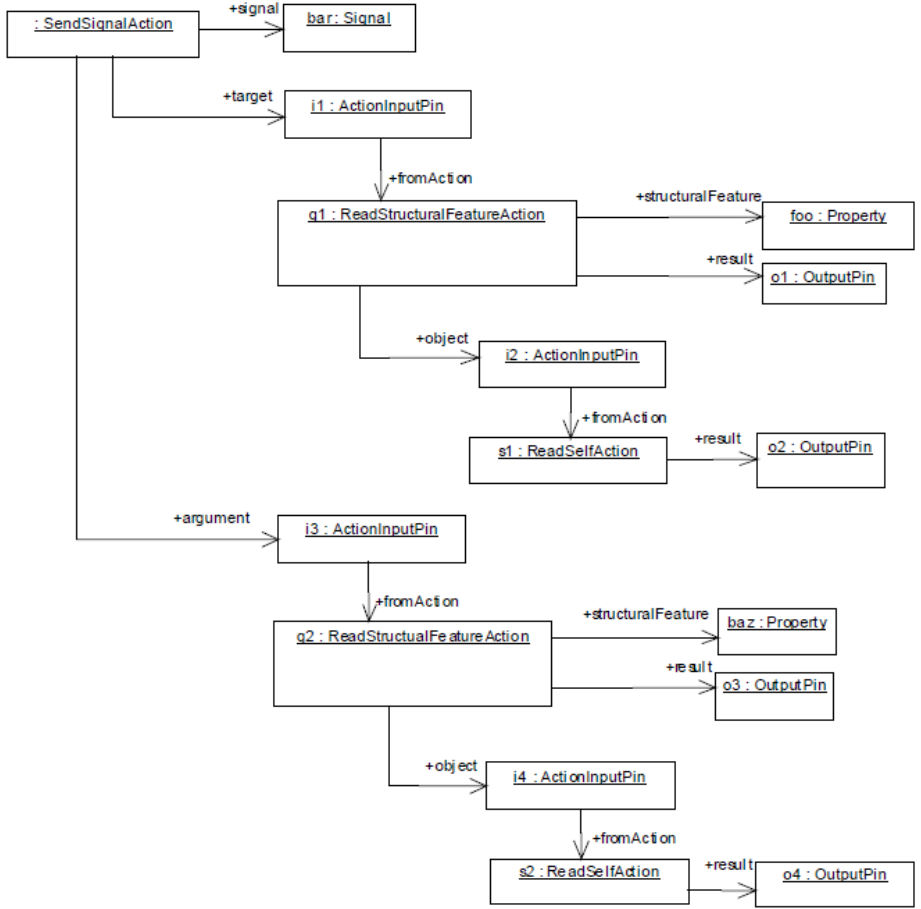 +signal
: SendSignalAction
bar: Signal
+target
i1 : ActionInputPin
+fromAction
g1 : ReadStructuralFeatureAction
+structuralFeature
foo : Property
+result
o1 : OutputPin
+object
i2 : ActionInputPin
+fromAction
s1 : ReadSelfAction
+result
o2 : OutputPin
+argument
i3 : ActionInputPin
+fromAction
g2 : ReadStructualFeatureAction
+structuralFeature
baz : Property
+result
o3 : OutputPin
+object
i4 : ActionInputPin
+fromAction
s2 : ReadSelfAction
+result
o4 : OutputPin